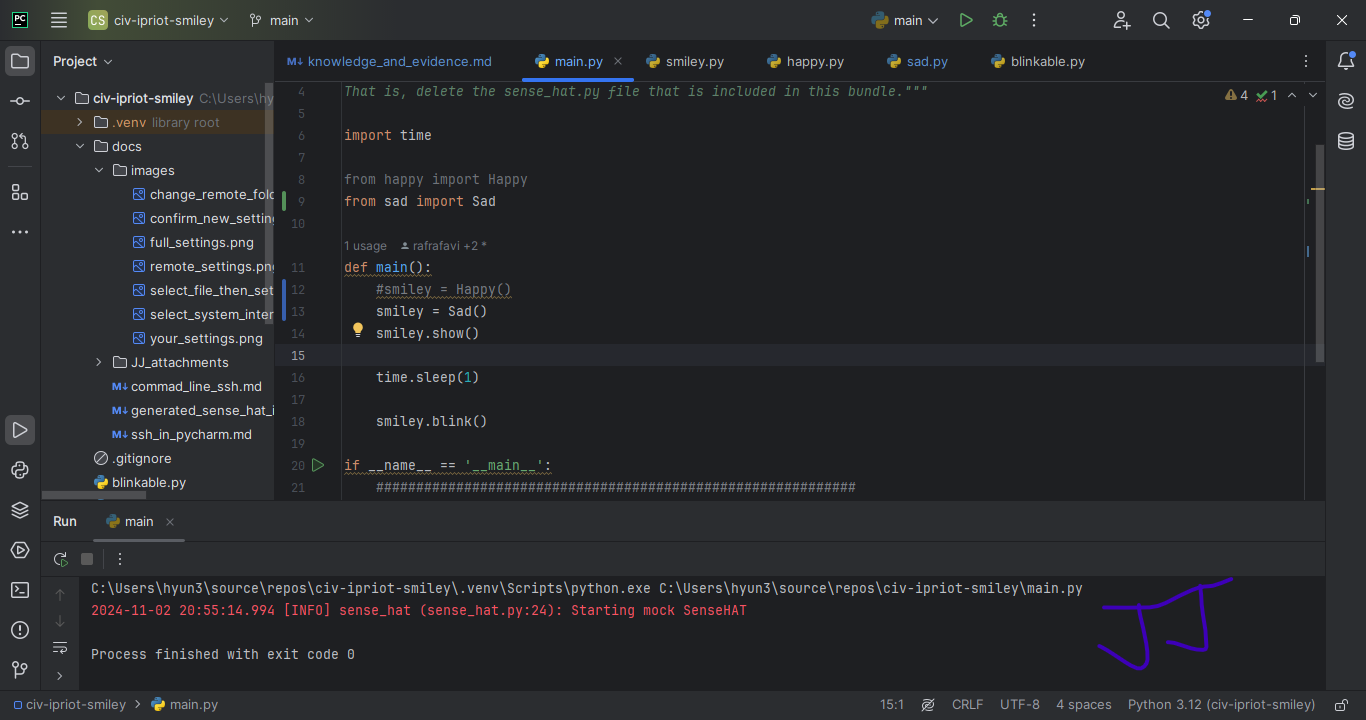 PC
CS civ-ipriot-smiley
main
main
Project
knowledge_and_evidence.md
main.py
smiley.py
happy.py
sad.py
blinkable.py
civ-ipriot-smiley C:\Users\hy
.venv library root
docs
images
change_remote_fol
confirm_new_settin
full_settings.png
remote_settings.pn
select_file_then_set
select_system_inter
your_settings.png
JJ_attachments
commad_line_ssh.md
generated_sense_hat_i
ssh_in_pycharm.md
.gitignore
blinkable.py
4 That is, delete the sense_hat.py file that is included in this bundle."""
4 1
5
6 import time
7
8 from happy import Happy
9 from sad import Sad
10
1 usage rafrafavi +2 *
11 def main():
12 #smiley = Happy()
13 smiley = Sad()
14 smiley.show()
15
16 time.sleep(1)
17
18 smiley.blink()
19
20 if __name__ == '__main__':
21 ############################################################
Run main
C:\Users\hyun3\source\repos\civ-ipriot-smiley\.venv\Scripts\python.exe C:\Users\hyun3\source\repos\civ-ipriot-smiley\main.py
2024-11-02 20:55:14.994 [INFO] sense_hat (sense_hat.py:24): Starting mock SenseHAT
Process finished with exit code 0
JJ
civ-ipriot-smiley > main.py
15:1 CRLF UTF-8 4 spaces Python 3.12 (civ-ipriot-smiley)